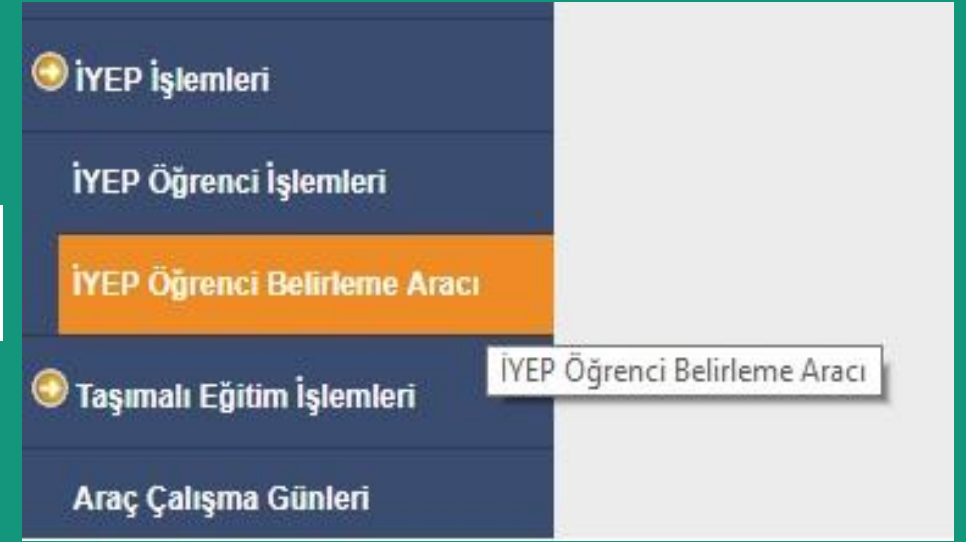 İYEP İşlemleri
İYEP Öğrenci İşlemleri
İYEP Öğrenci Belirleme Aracı
İYEP Öğrenci Belirleme Aracı
Taşımalı Eğitim İşlemleri
Araç Çalışma Günleri